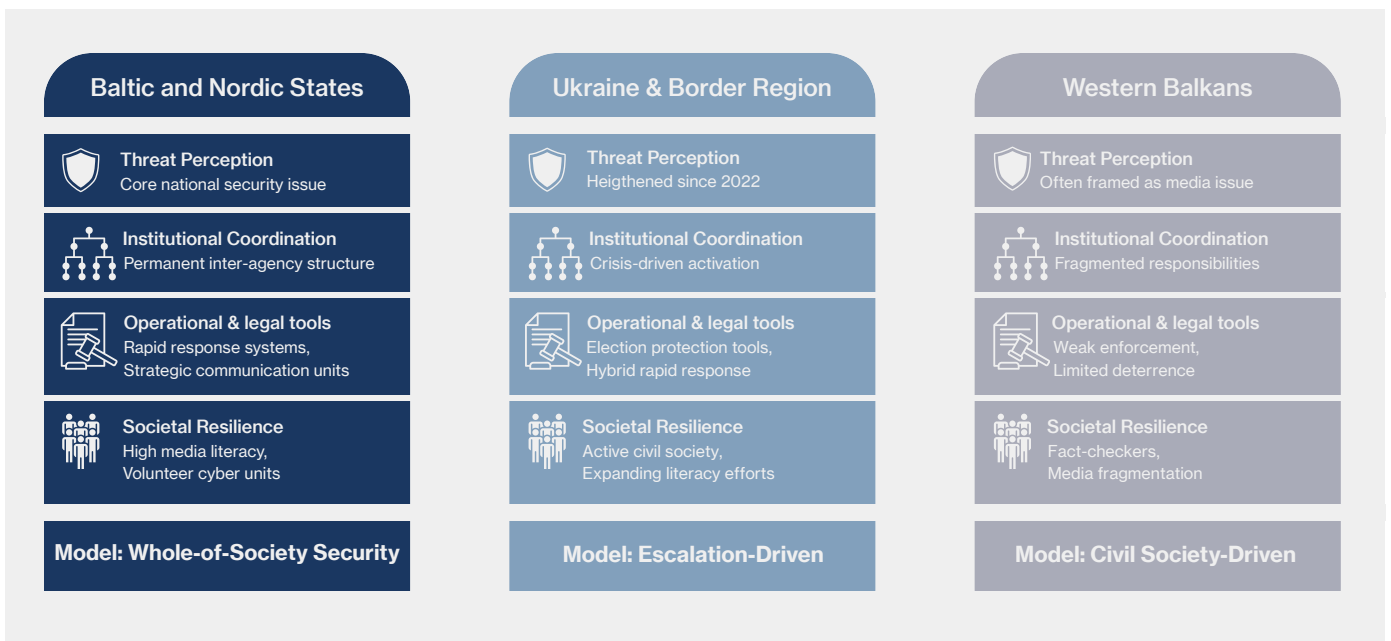 Baltic and Nordic States
Threat Perception
Core national security issue
Institutional Coordination
Permanent inter-agency structure
Operational & legal tools
Rapid response systems,
Strategic communication units
Societal Resilience
High media literacy,
Volunteer cyber units
Model: Whole-of-Society Security
Ukraine & Border Region
Threat Perception
Heigthened since 2022
Institutional Coordination
Crisis-driven activation
Operational & legal tools
Election protection tools,
Hybrid rapid response
Societal Resilience
Active civil society,
Expanding literacy efforts
Model: Escalation-Driven
Western Balkans
Threat Perception
Often framed as media issue
Institutional Coordination
Fragmented responsibilities
Operational & legal tools
Weak enforcement,
Limited deterrence
Societal Resilience
Fact-checkers,
Media fragmentation
Model: Civil Society-Driven